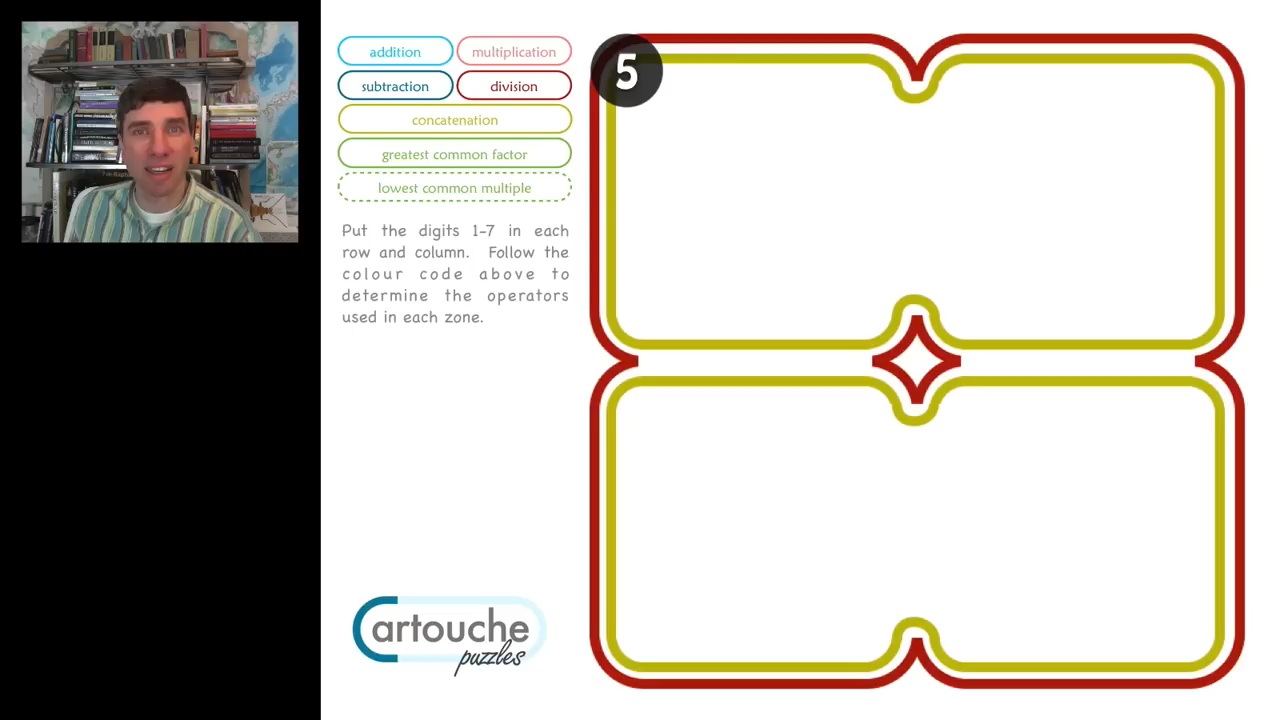 addition
multiplication
subtraction
division
concatenation
greatest common factor
lowest common multiple
Put the digits 1-7 in each
row and column. Follow the
colour code above to
determine the operators
used in each zone.
5
artouche
puzzles